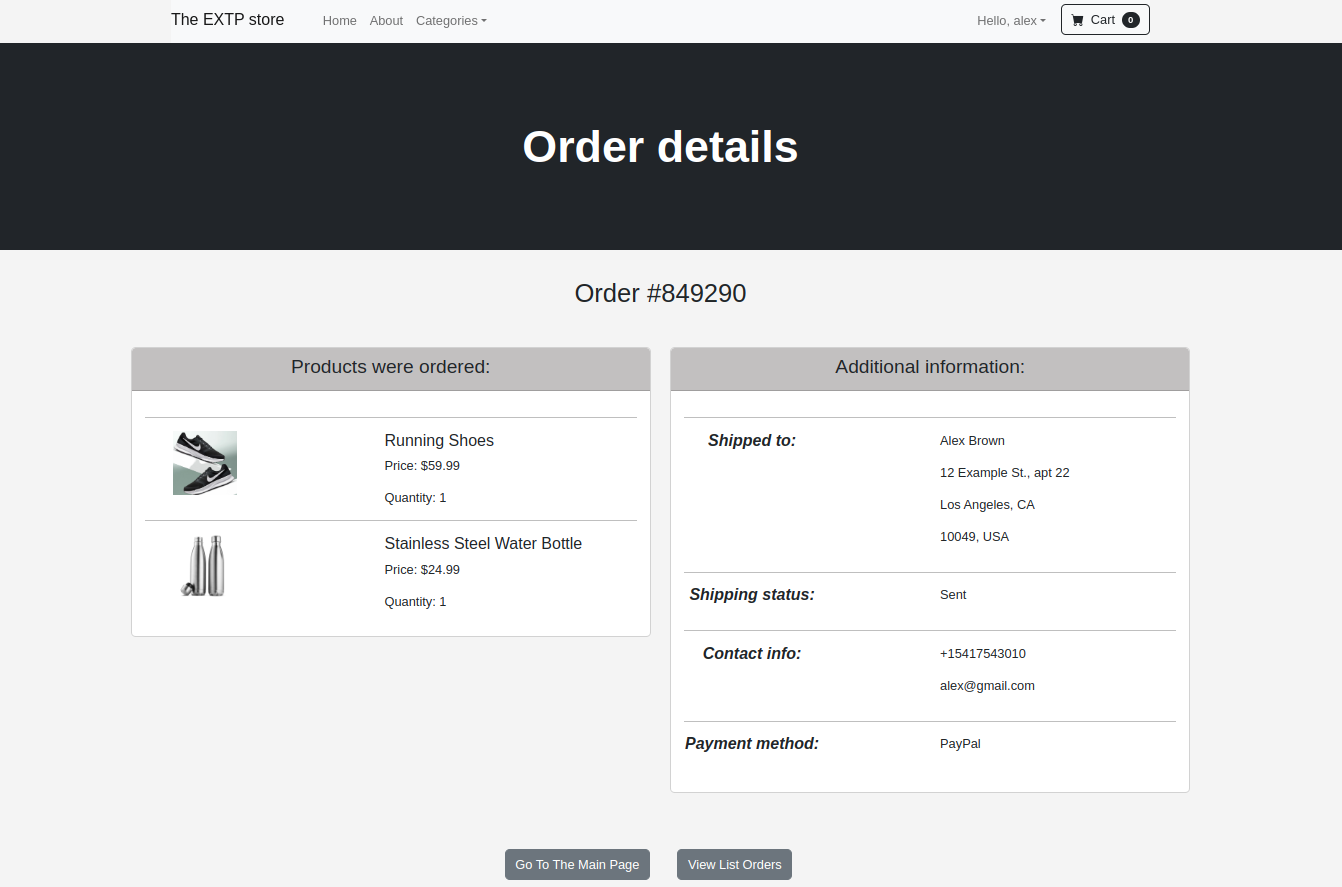 The EXTP store Home About Categories Hello, alex Cart 0
Order details
Order #849290
Products were ordered:
Running Shoes
Price: $59.99
Quantity: 1
Stainless Steel Water Bottle
Price: $24.99
Quantity: 1
Additional information:
Shipped to: Alex Brown
12 Example St., apt 22
Los Angeles, CA
10049, USA
Shipping status: Sent
Contact info: +15417543010
alex@gmail.com
Payment method: PayPal
Go To The Main Page View List Orders